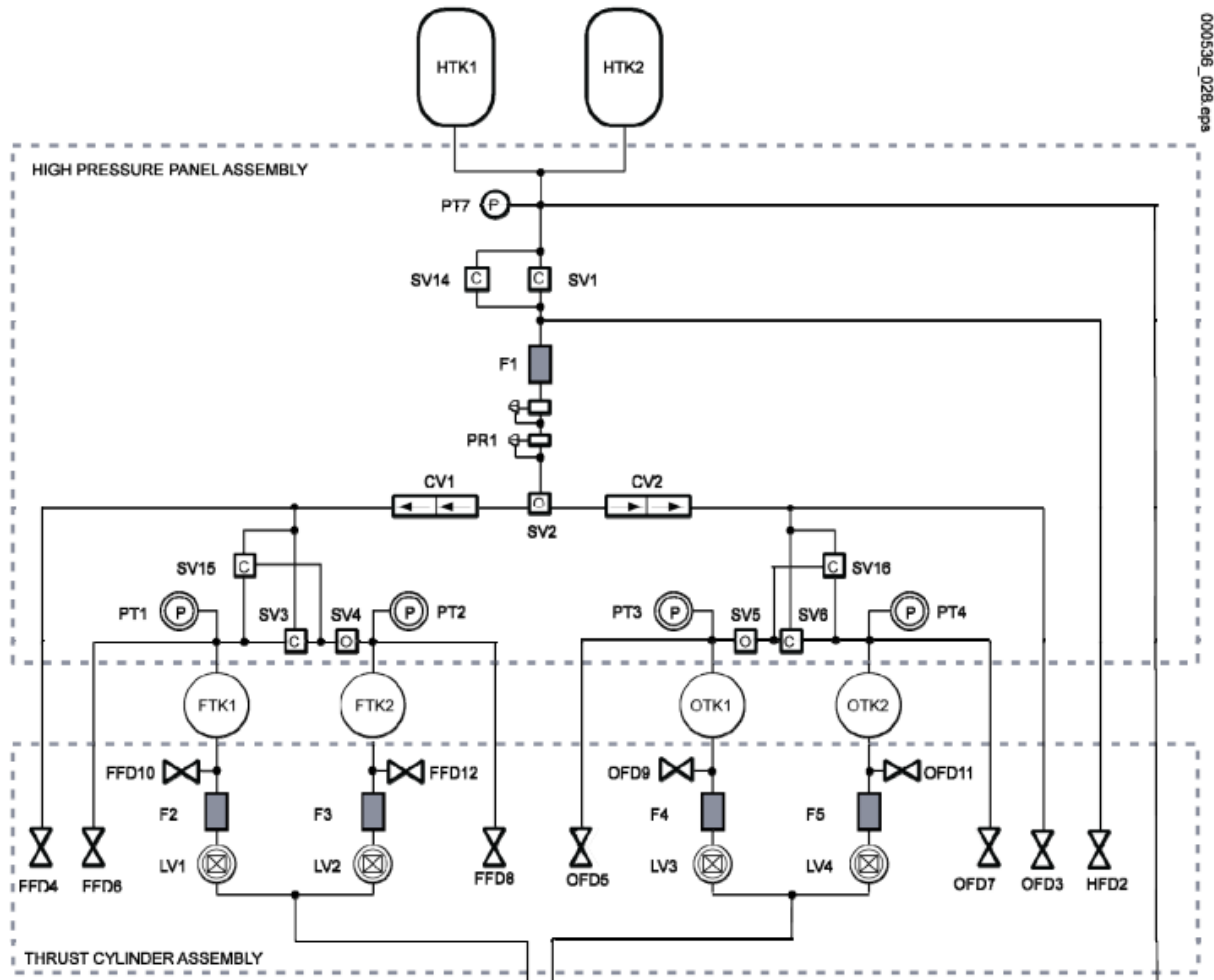 000536_028.eps
HTK1 HTK2
HIGH PRESSURE PANEL ASSEMBLY
PT7 P
SV14 C C SV1
F1
PR1
CV1 CV2
O
SV2
SV15 C C SV16
PT1 P SV3 SV4 P PT2 PT3 P SV5 SV6 P PT4
C O O C
FTK1 FTK2 OTK1 OTK2
FFD10 FFD12 OFD9 OFD11
F2 F3 F4 F5
LV1 LV2 LV3 LV4
FFD4 FFD6 FFD8 OFD5 OFD7 OFD3 HFD2
THRUST CYLINDER ASSEMBLY